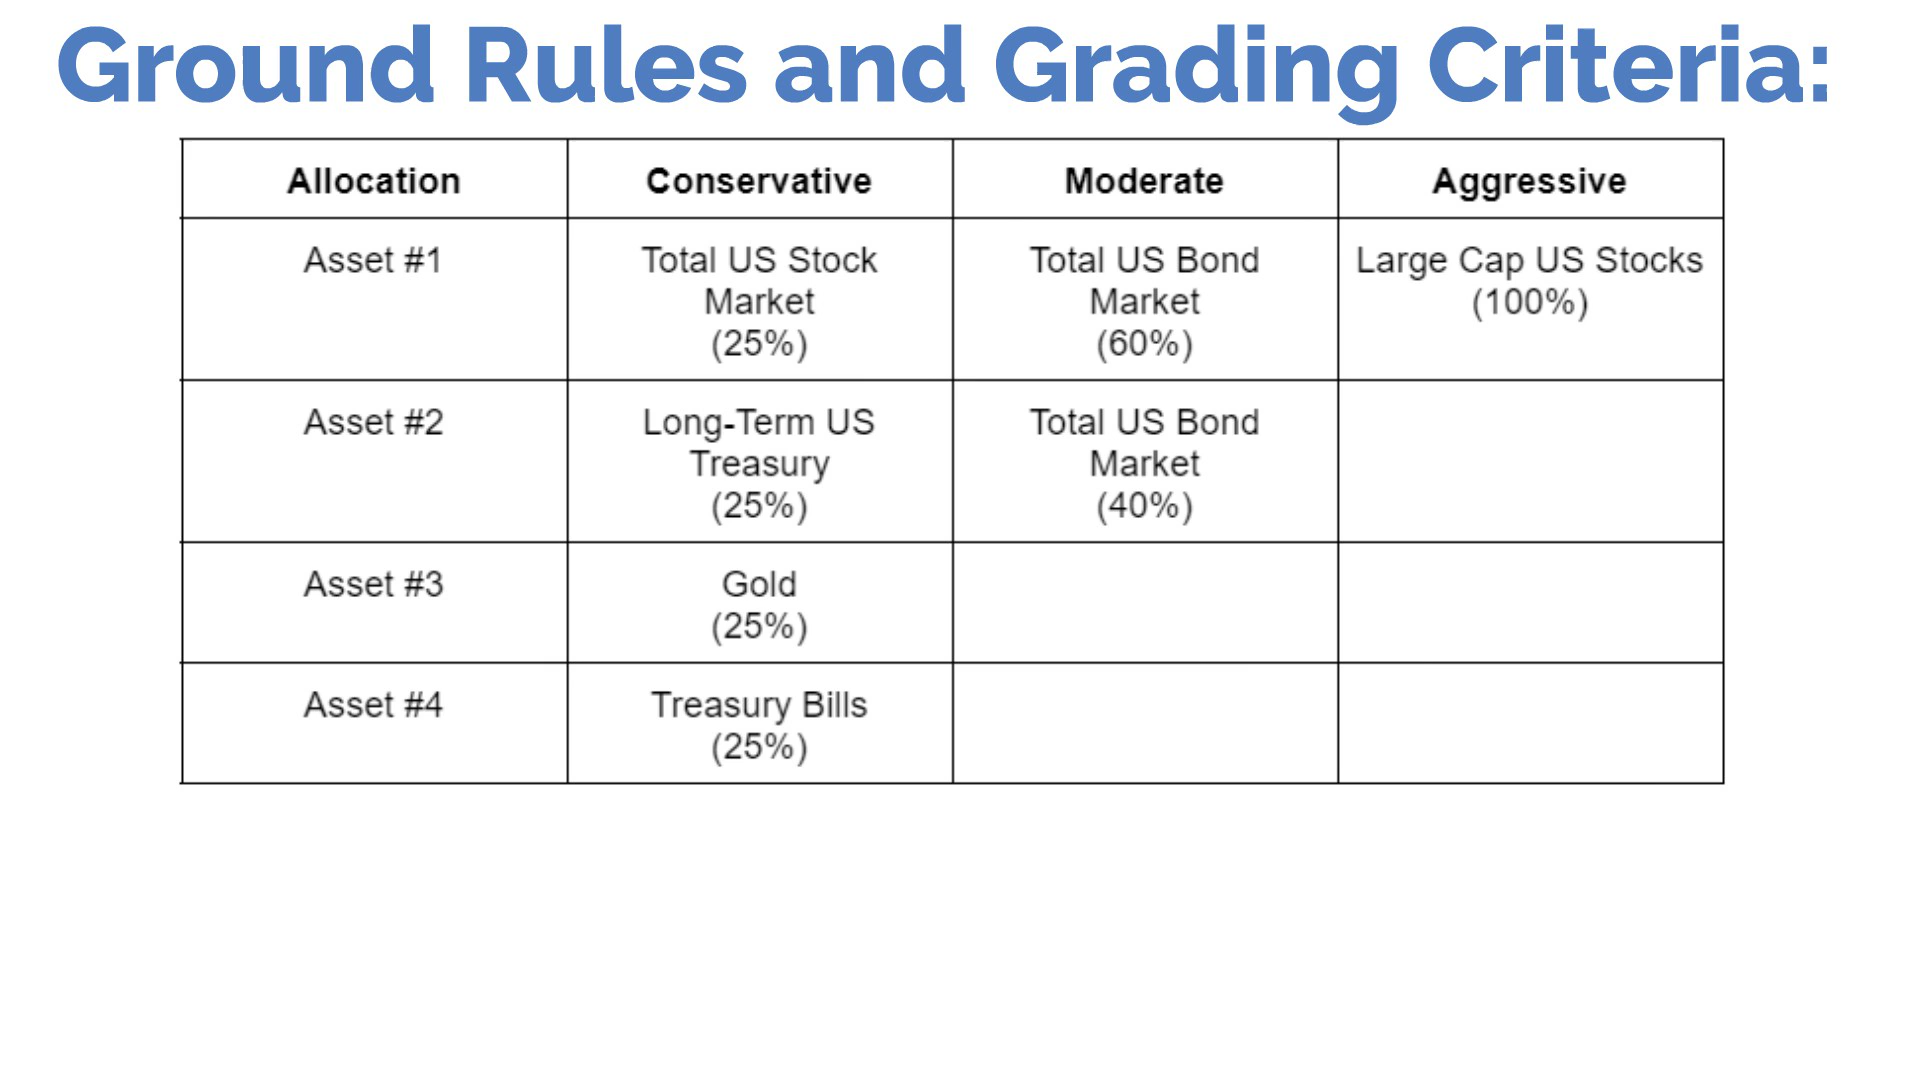 Ground Rules and Grading Criteria:
Allocation Conservative Moderate Aggressive
Asset #1 Total US Stock Market (25%) Total US Bond Market (60%) Large Cap US Stocks (100%)
Asset #2 Long-Term US Treasury (25%) Total US Bond Market (40%)
Asset #3 Gold (25%)
Asset #4 Treasury Bills (25%)